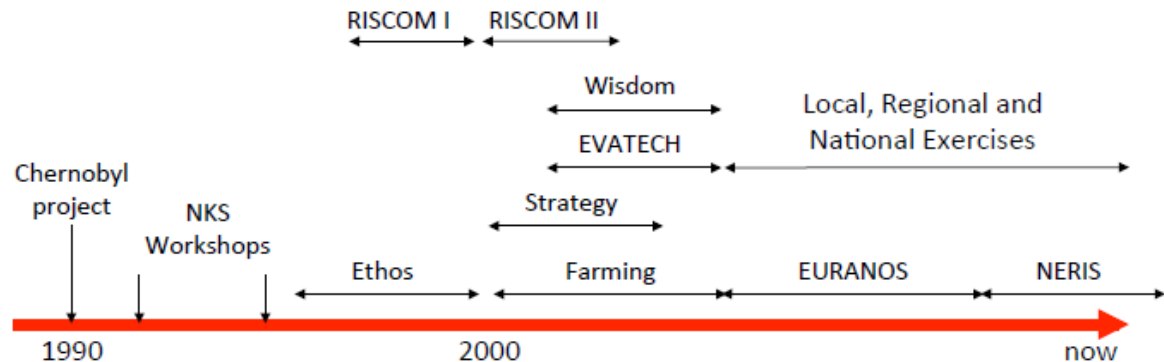 RISCOM I
RISCOM II
Wisdom
Local, Regional and
National Exercises
EVATECH
Chernobyl
project
NKS
Workshops
Strategy
Ethos
Farming
EURANOS
NERIS
1990
2000
now